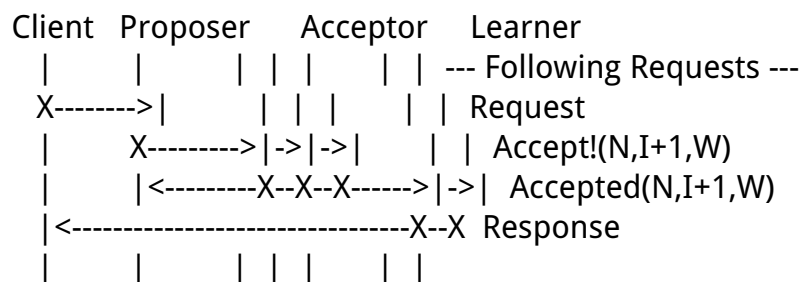 Client   Proposer      Acceptor     Learner
   |         |          |  |  |       |  | --- Following Requests ---
   X-------->|          |  |  |       |  |  Request
   |         X--------->|->|->|       |  |  Accept!(N,I+1,W)
   |         |<---------X--X--X------>|->|  Accepted(N,I+1,W)
   |<---------------------------------X--X  Response
   |         |          |  |  |       |  |